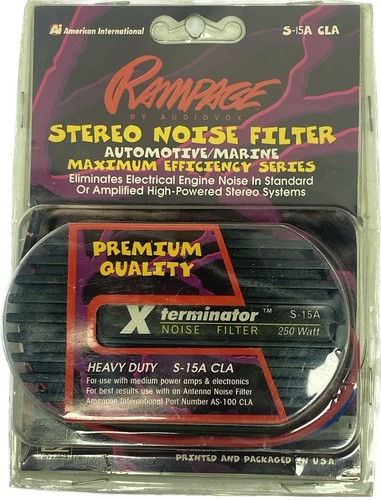 Ai American International
S-15A CLA
RAMPAGE
BY AUDIOVOX
STEREO NOISE FILTER
AUTOMOTIVE/MARINE
MAXIMUM EFFICIENCY SERIES
Eliminates Electrical Engine Noise In Standard
Or Amplified High-Powered Stereo Systems
PREMIUM
QUALITY
Xterminator™ S-15A
NOISE FILTER 250 Watt
HEAVY DUTY S-15A CLA
For use with medium power amps & electronics
For best results use with an Antenna Noise Filter
American International Part Number AS-100 CLA
PRINTED AND PACKAGED IN U.S.A